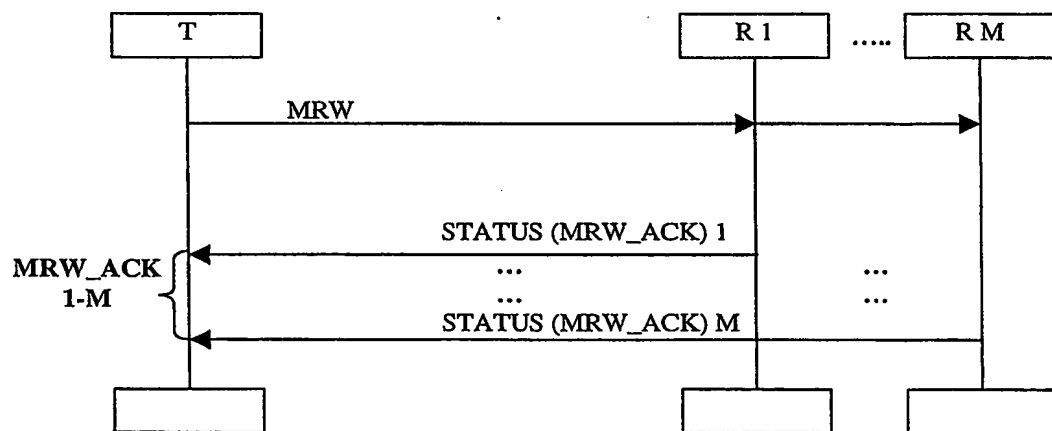 T
R 1
.....
R M
MRW
STATUS (MRW_ACK) 1
... ...
MRW_ACK
1-M
... ...
STATUS (MRW_ACK) M